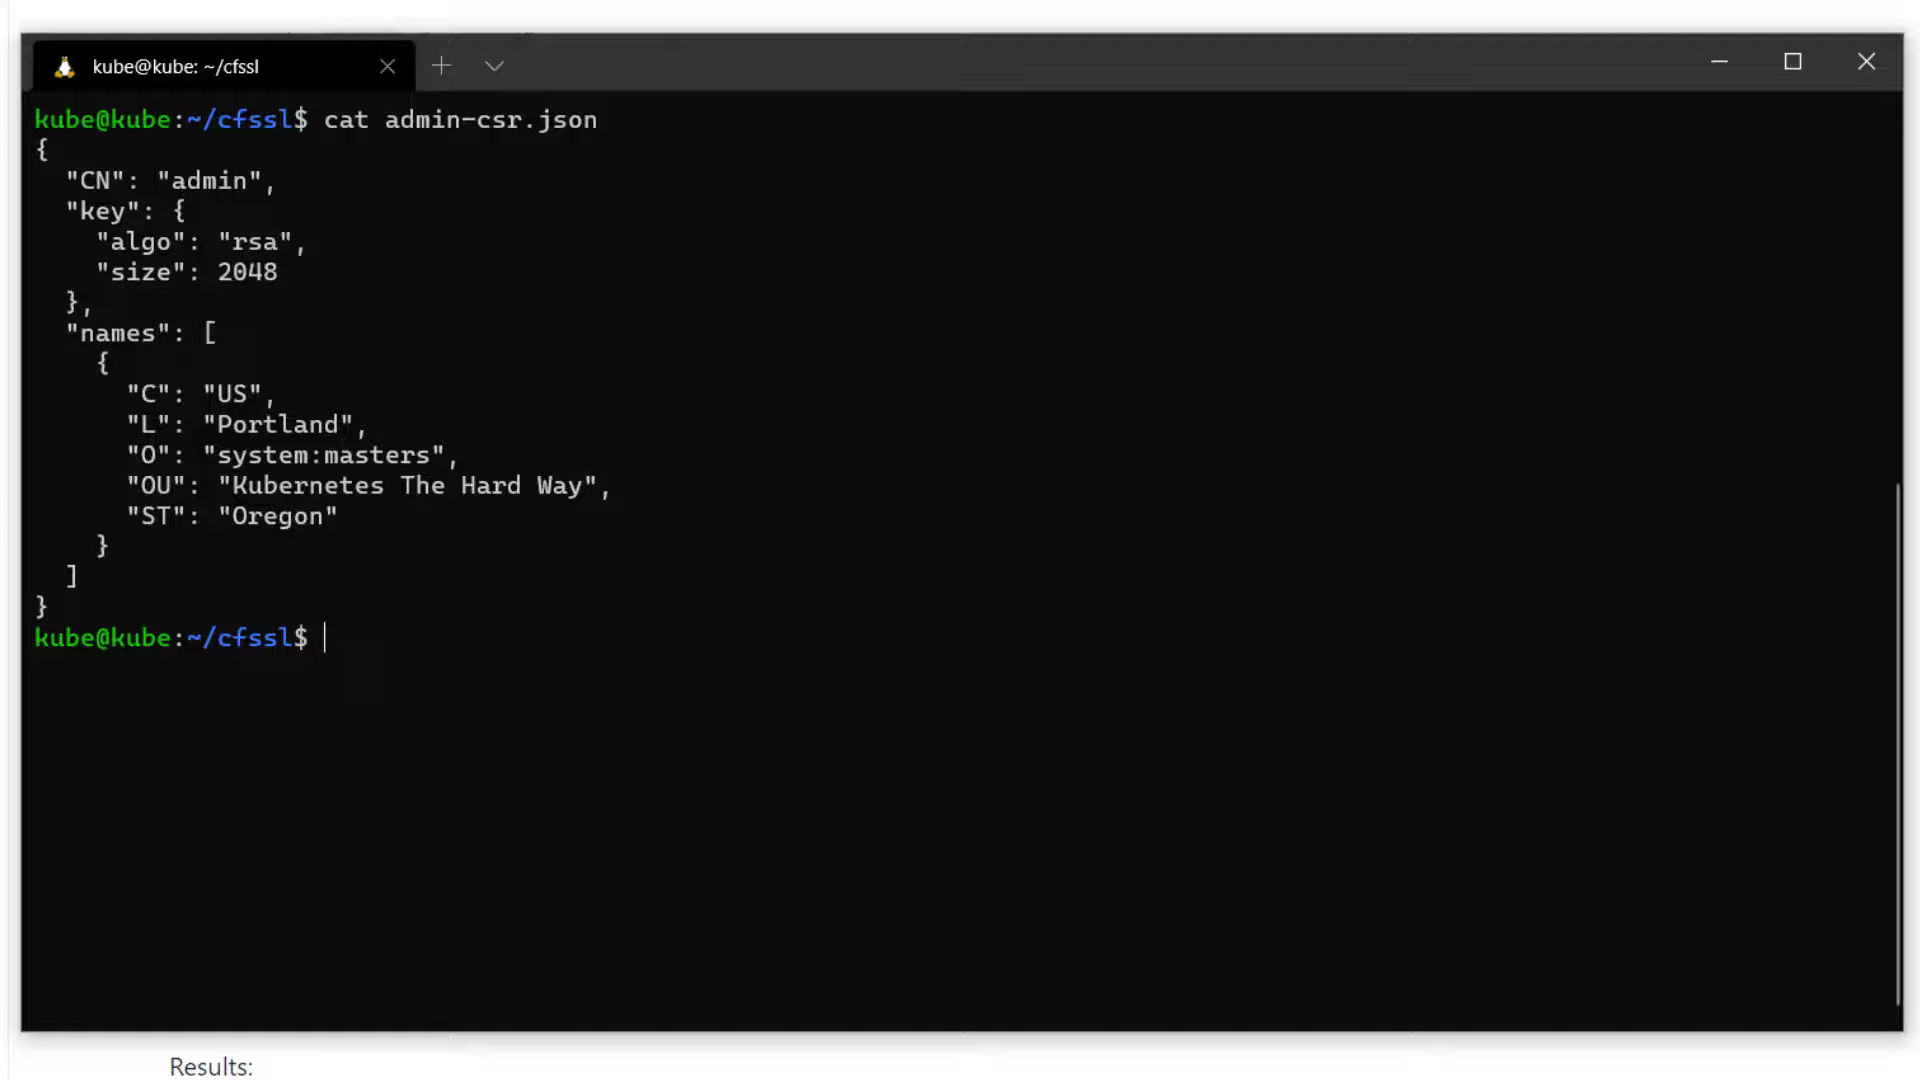 kube@kube: ~/cfssl
kube@kube:~/cfssl$ cat admin-csr.json
{
  "CN": "admin",
  "key": {
    "algo": "rsa",
    "size": 2048
  },
  "names": [
    {
      "C": "US",
      "L": "Portland",
      "O": "system:masters",
      "OU": "Kubernetes The Hard Way",
      "ST": "Oregon"
    }
  ]
}
kube@kube:~/cfssl$
Results: